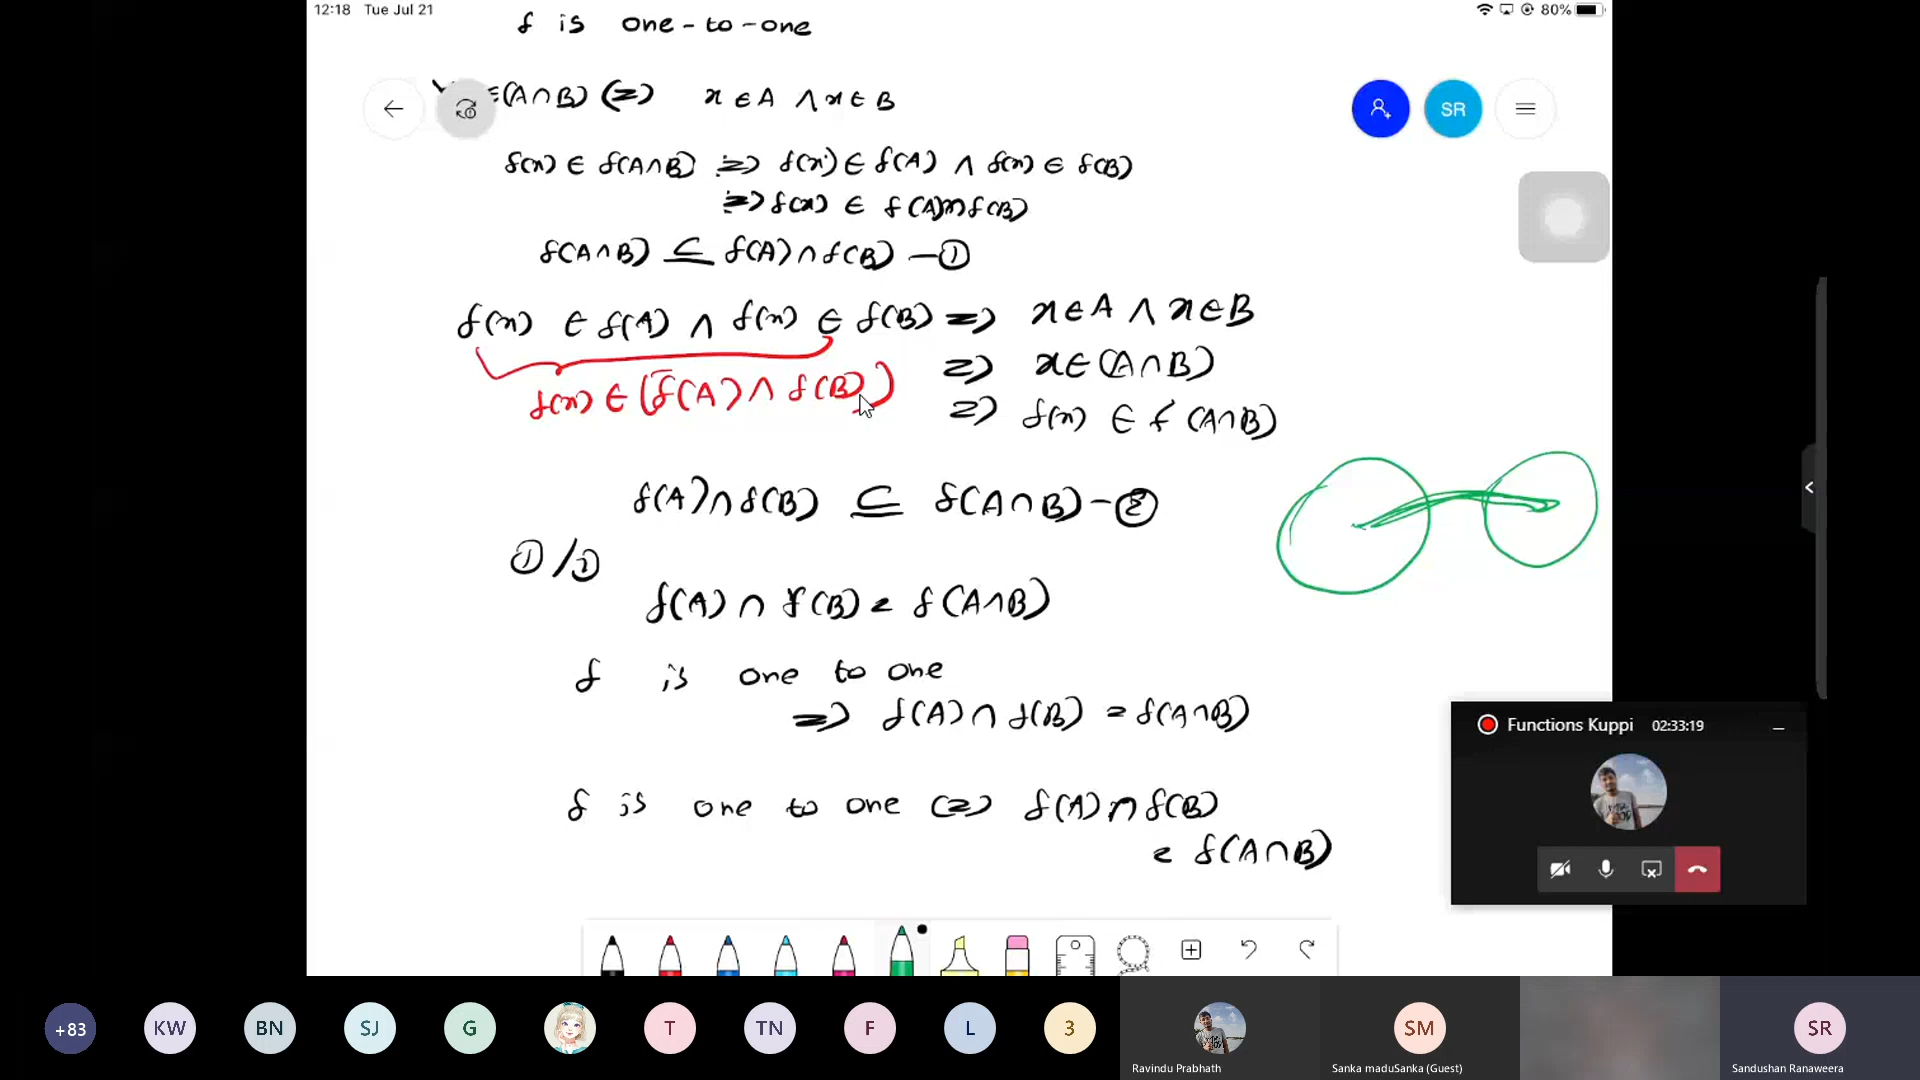 12:18 Tue Jul 21
80%
f is one-to-one
∈(A∩B) (=) x ∈ A ∧ x ∈ B
SR
f(x) ∈ f(A∩B) => f(x) ∈ f(A) ∧ f(x) ∈ f(B)
=> f(x) ∈ f(A)∩f(B)
f(A∩B) ⊆ f(A)∩f(B) –①
f(x) ∈ f(A) ∧ f(x) ∈ f(B) => x∈A ∧ x∈B
=> x∈(A∩B)
f(x) ∈ (f(A) ∧ f(B))
=> f(x) ∈ f(A∩B)
f(A)∩f(B) ⊆ f(A∩B) –②
①/②
f(A)∩f(B) = f(A∩B)
f is one to one
=> f(A)∩f(B) = f(A∩B)
Functions Kuppi 02:33:19
f is one to one (=) f(A)∩f(B)
= f(A∩B)
+83 KW BN SJ G T TN F L 3 SM SR
Ravindu Prabhath Sanka maduSanka (Guest) Sandushan Ranaweera